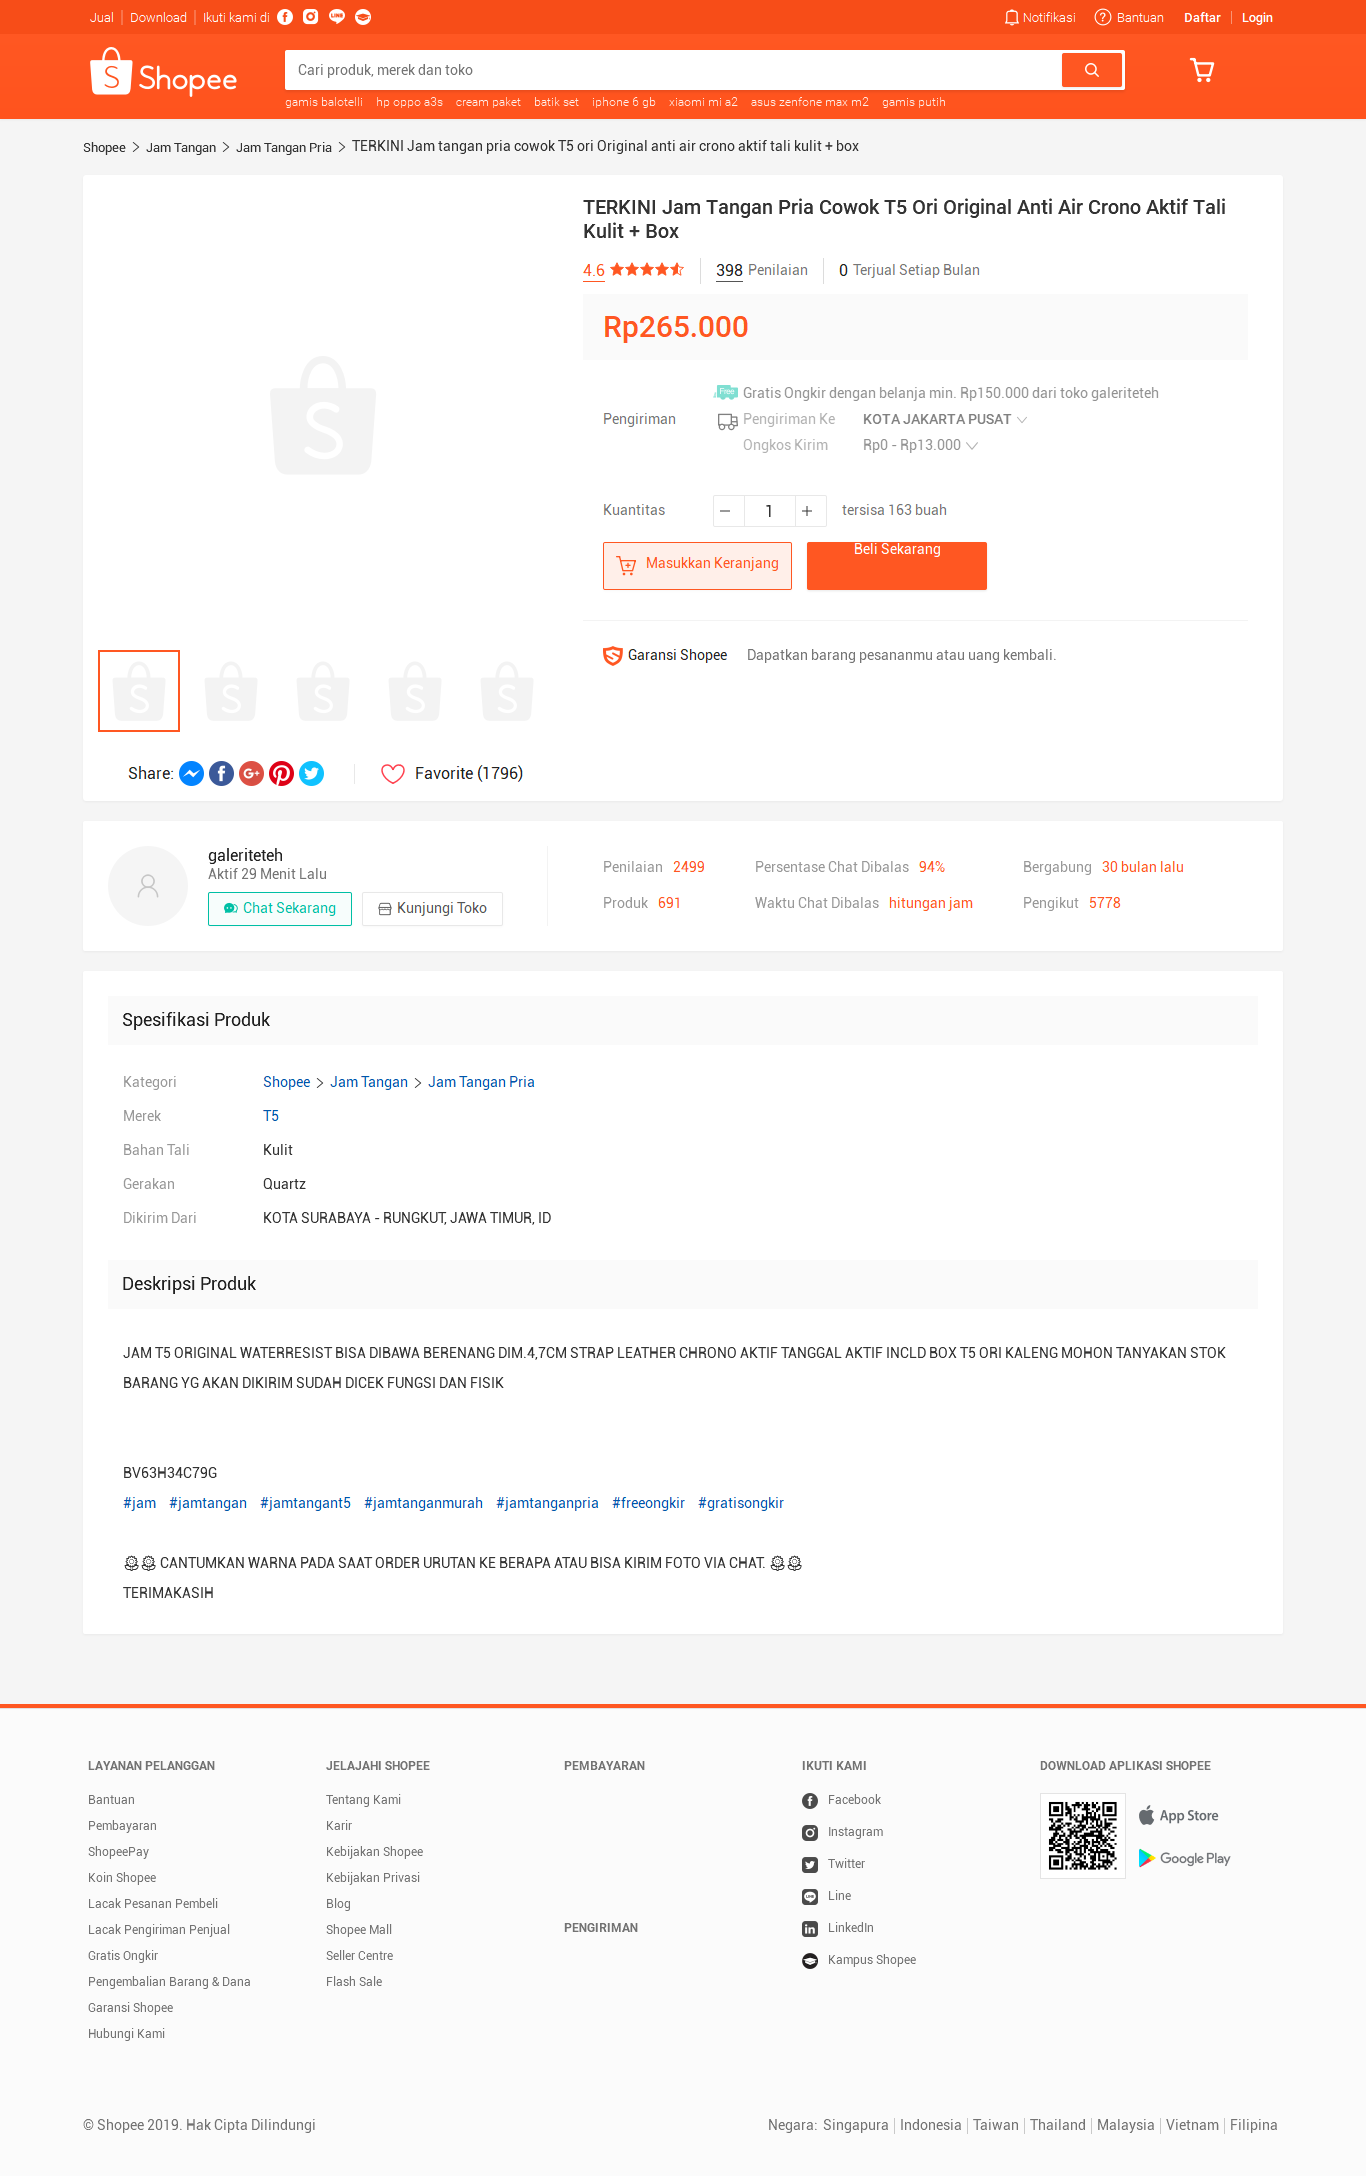 Jual Download Ikuti kami di Notifikasi Bantuan Daftar Login
Shopee
Cari produk, merek dan toko
gamis balotelli hp oppo a3s cream paket batik set iphone 6 gb xiaomi mi a2 asus zenfone max m2 gamis putih
Shopee > Jam Tangan > Jam Tangan Pria > TERKINI Jam tangan pria cowok T5 ori Original anti air crono aktif tali kulit + box
TERKINI Jam Tangan Pria Cowok T5 Ori Original Anti Air Crono Aktif Tali
Kulit + Box
4.6 398 Penilaian 0 Terjual Setiap Bulan
Rp265.000
Free Gratis Ongkir dengan belanja min. Rp150.000 dari toko galeriteteh
Pengiriman Pengiriman Ke KOTA JAKARTA PUSAT
Ongkos Kirim Rp0 - Rp13.000
Kuantitas 1 tersisa 163 buah
Masukkan Keranjang Beli Sekarang
Garansi Shopee Dapatkan barang pesananmu atau uang kembali.
Share: Favorite (1796)
galeriteteh
Aktif 29 Menit Lalu
Chat Sekarang Kunjungi Toko
Penilaian 2499 Persentase Chat Dibalas 94% Bergabung 30 bulan lalu
Produk 691 Waktu Chat Dibalas hitungan jam Pengikut 5778
Spesifikasi Produk
Kategori Shopee > Jam Tangan > Jam Tangan Pria
Merek T5
Bahan Tali Kulit
Gerakan Quartz
Dikirim Dari KOTA SURABAYA - RUNGKUT, JAWA TIMUR, ID
Deskripsi Produk
JAM T5 ORIGINAL WATERRESIST BISA DIBAWA BERENANG DIM.4,7CM STRAP LEATHER CHRONO AKTIF TANGGAL AKTIF INCLD BOX T5 ORI KALENG MOHON TANYAKAN STOK
BARANG YG AKAN DIKIRIM SUDAH DICEK FUNGSI DAN FISIK
BV63H34C79G
#jam #jamtangan #jamtangant5 #jamtanganmurah #jamtanganpria #freeongkir #gratisongkir
CANTUMKAN WARNA PADA SAAT ORDER URUTAN KE BERAPA ATAU BISA KIRIM FOTO VIA CHAT.
TERIMAKASIH
LAYANAN PELANGGAN
Bantuan
Pembayaran
ShopeePay
Koin Shopee
Lacak Pesanan Pembeli
Lacak Pengiriman Penjual
Gratis Ongkir
Pengembalian Barang & Dana
Garansi Shopee
Hubungi Kami
JELAJAHI SHOPEE
Tentang Kami
Karir
Kebijakan Shopee
Kebijakan Privasi
Blog
Shopee Mall
Seller Centre
Flash Sale
PEMBAYARAN
PENGIRIMAN
IKUTI KAMI
Facebook
Instagram
Twitter
Line
LinkedIn
Kampus Shopee
DOWNLOAD APLIKASI SHOPEE
App Store
Google Play
© Shopee 2019. Hak Cipta Dilindungi
Negara: Singapura Indonesia Taiwan Thailand Malaysia Vietnam Filipina